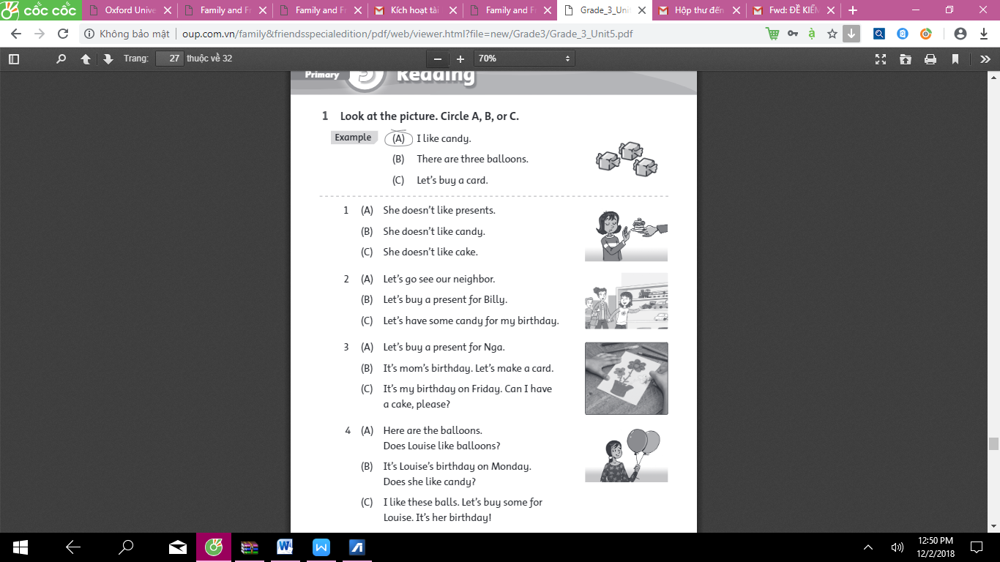 cốc cốc
Oxford Unive
Family and Fr
Family and Fr
Kích hoạt tài
Family and Fr
Grade_3_Unit
Hộp thư đến
Fwd: ĐỀ KIỂM
Không bảo mật | oup.com.vn/family&friendsspecialedition/pdf/web/viewer.html?file=new/Grade3/Grade_3_Unit5.pdf
Trang: 27 thuộc về 32
70%
Primary 5 Reading
1 Look at the picture. Circle A, B, or C.
Example (A) I like candy.
(B) There are three balloons.
(C) Let's buy a card.
1 (A) She doesn't like presents.
(B) She doesn't like candy.
(C) She doesn't like cake.
2 (A) Let's go see our neighbor.
(B) Let's buy a present for Billy.
(C) Let's have some candy for my birthday.
3 (A) Let's buy a present for Nga.
(B) It's mom's birthday. Let's make a card.
(C) It's my birthday on Friday. Can I have
a cake, please?
4 (A) Here are the balloons.
Does Louise like balloons?
(B) It's Louise's birthday on Monday.
Does she like candy?
(C) I like these balls. Let's buy some for
Louise. It's her birthday!
12:50 PM
12/2/2018